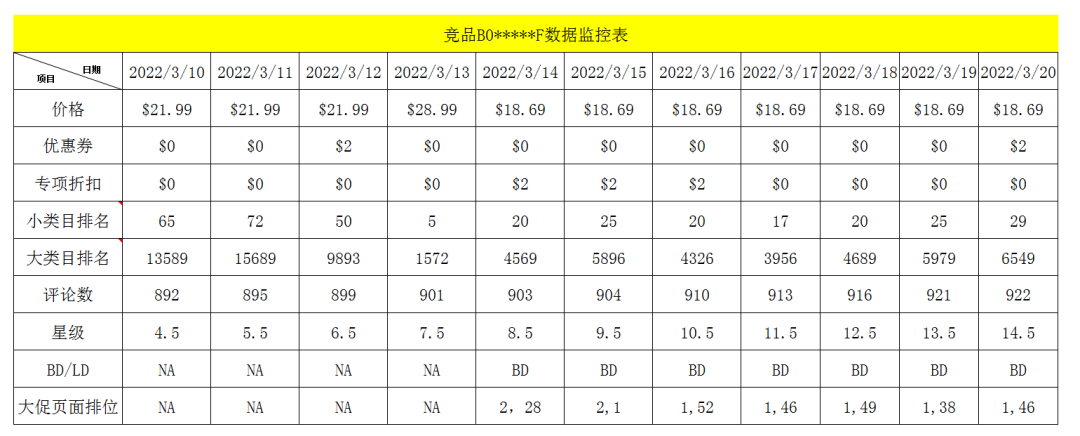 竞品B0*****F数据监控表
项目 日期 2022/3/10 2022/3/11 2022/3/12 2022/3/13 2022/3/14 2022/3/15 2022/3/16 2022/3/17 2022/3/18 2022/3/19 2022/3/20
价格 $21.99 $21.99 $21.99 $28.99 $18.69 $18.69 $18.69 $18.69 $18.69 $18.69 $18.69
优惠券 $0 $0 $2 $0 $0 $0 $0 $0 $0 $0 $2
专项折扣 $0 $0 $0 $0 $2 $2 $2 $0 $0 $0 $0
小类目排名 65 72 50 5 20 25 20 17 20 25 29
大类目排名 13589 15689 9893 1572 4569 5896 4326 3956 4689 5979 6549
评论数 892 895 899 901 903 904 910 913 916 921 922
星级 4.5 5.5 6.5 7.5 8.5 9.5 10.5 11.5 12.5 13.5 14.5
BD/LD NA NA NA NA BD BD BD BD BD BD BD
大促页面排位 NA NA NA NA 2，28 2,1 1,52 1,46 1,49 1,38 1,46